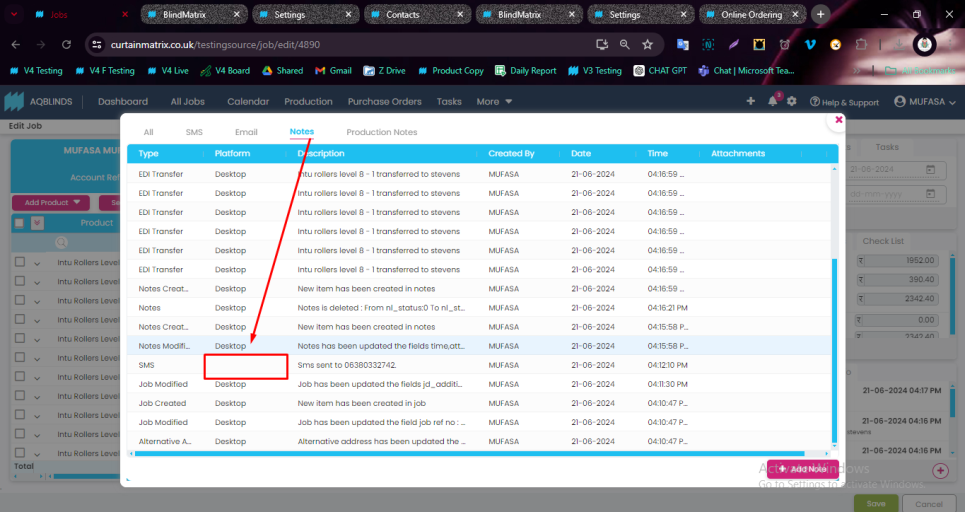 Jobs
BlindMatrix
Settings
Contacts
BlindMatrix
Settings
Online Ordering
curtainmatrix.co.uk/testingsource/job/edit/4890
V4 Testing
V4 F Testing
V4 Live
V4 Board
Shared
Gmail
Z Drive
Product Copy
Daily Report
V3 Testing
CHAT GPT
Chat | Microsoft Tea...
AQBLINDS Dashboard All Jobs Calendar Production Purchase Orders Tasks More
3
Help & Support
MUFASA
Edit Job
MUFASA MUF
Account Ref
Add Product
Product
Intu Rollers Level
Intu Rollers Level
Intu Rollers Level
Intu Rollers Level
Intu Rollers Level
Intu Rollers Level
Intu Rollers Level
Intu Rollers Level
Intu Rollers Level
Intu Rollers Level
Intu Rollers Level
Total
All SMS Email Notes Production Notes
Type Platform Description Created By Date Time Attachments
EDI Transfer Desktop Intu rollers level 8 - 1 transferred to stevens MUFASA 21-06-2024 04:16:59 ...
EDI Transfer Desktop Intu rollers level 8 - 1 transferred to stevens MUFASA 21-06-2024 04:16:59 ...
EDI Transfer Desktop Intu rollers level 8 - 1 transferred to stevens MUFASA 21-06-2024 04:16:59 ...
EDI Transfer Desktop Intu rollers level 8 - 1 transferred to stevens MUFASA 21-06-2024 04:16:59 ...
EDI Transfer Desktop Intu rollers level 8 - 1 transferred to stevens MUFASA 21-06-2024 04:16:59 ...
EDI Transfer Desktop Intu rollers level 8 - 1 transferred to stevens MUFASA 21-06-2024 04:16:59 ...
Notes Creat... Desktop New item has been created in notes MUFASA 21-06-2024 04:16:59 ...
Notes Desktop Notes is deleted : From nl_status:0 To nl_st... MUFASA 21-06-2024 04:16:21 PM
Notes Creat... Desktop New item has been created in notes MUFASA 21-06-2024 04:15:58 P...
Notes Modifi... Desktop Notes has been updated the fields time,att... MUFASA 21-06-2024 04:15:58 P...
SMS Sms sent to 06380332742. MUFASA 21-06-2024 04:12:10 PM
Job Modified Desktop Job has been updated the fields jd_additi... MUFASA 21-06-2024 04:11:30 PM
Job Created Desktop New item has been created in job MUFASA 21-06-2024 04:10:47 P...
Job Modified Desktop Job has been updated the field job ref no : ... MUFASA 21-06-2024 04:10:47 P...
Alternative A... Desktop Alternative address has been updated the ... MUFASA 21-06-2024 04:10:47 P...
+ Add Note
Tasks
21-06-2024
dd-mm-yyyy
Check List
₹ 1952.00
₹ 390.40
₹ 2342.40
₹ 0.00
2342.40
21-06-2024 04:17 PM
21-06-2024 04:16 PM
stevens
21-06-2024 04:16 PM
Activate Windows
Go to Settings to activate Windows.
Save
Cancel